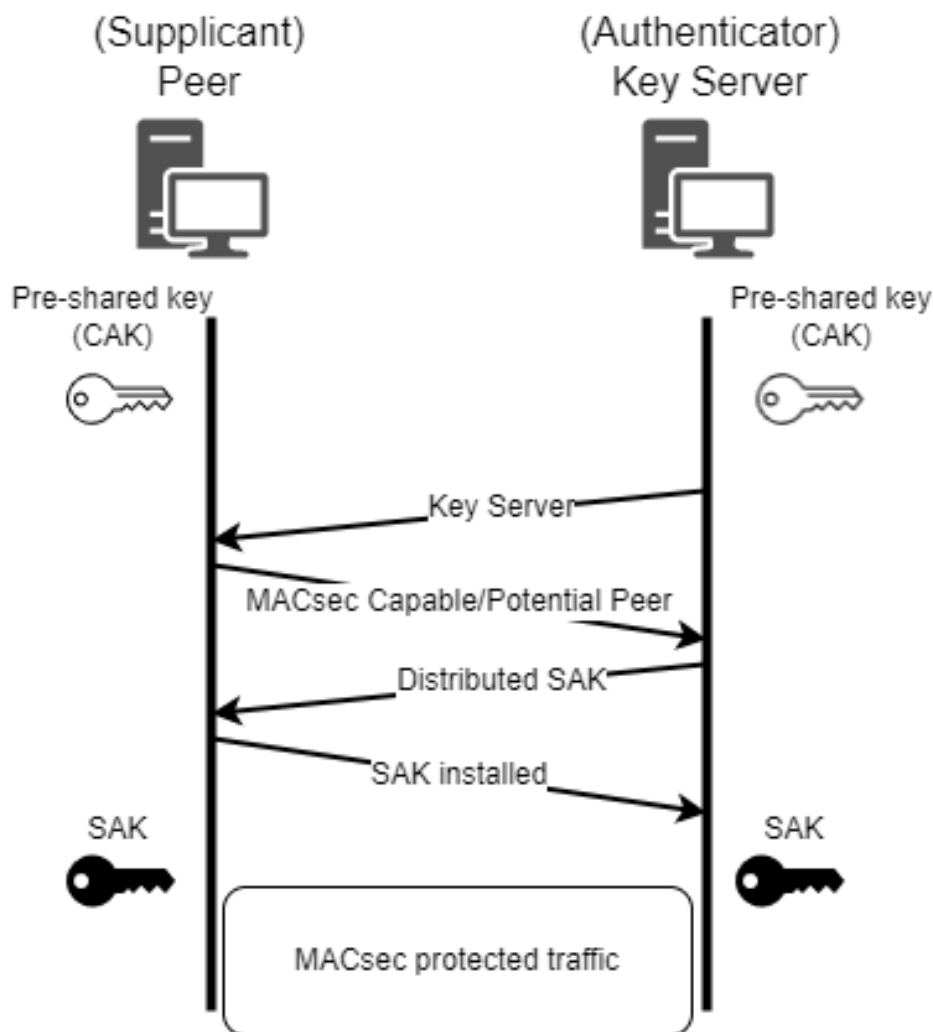 (Supplicant)
Peer
(Authenticator)
Key Server
Pre-shared key
(CAK)
Pre-shared key
(CAK)
Key Server
MACsec Capable/Potential Peer
Distributed SAK
SAK installed
SAK
SAK
MACsec protected traffic